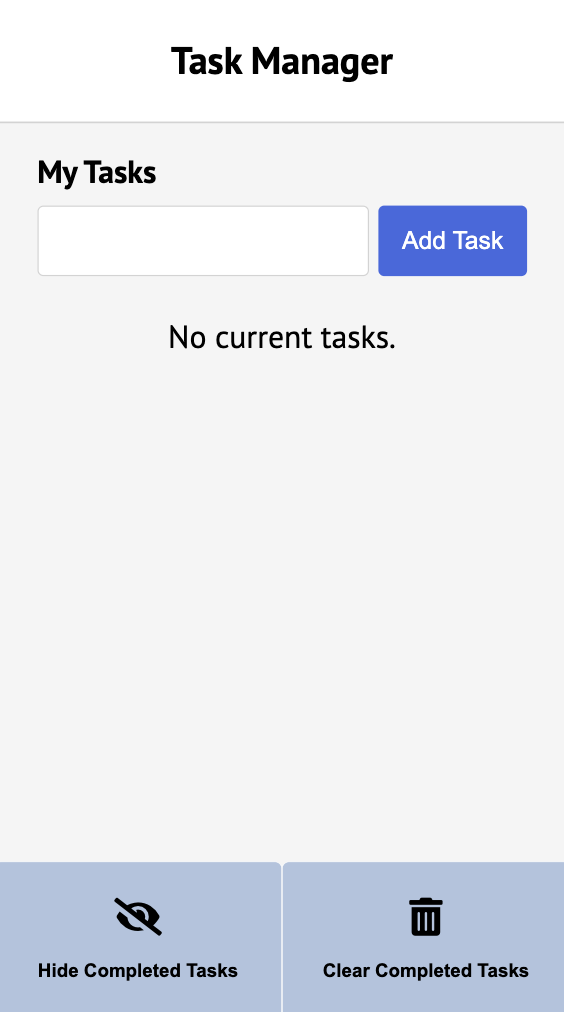 Task Manager
My Tasks
Add Task
No current tasks.
Hide Completed Tasks
Clear Completed Tasks